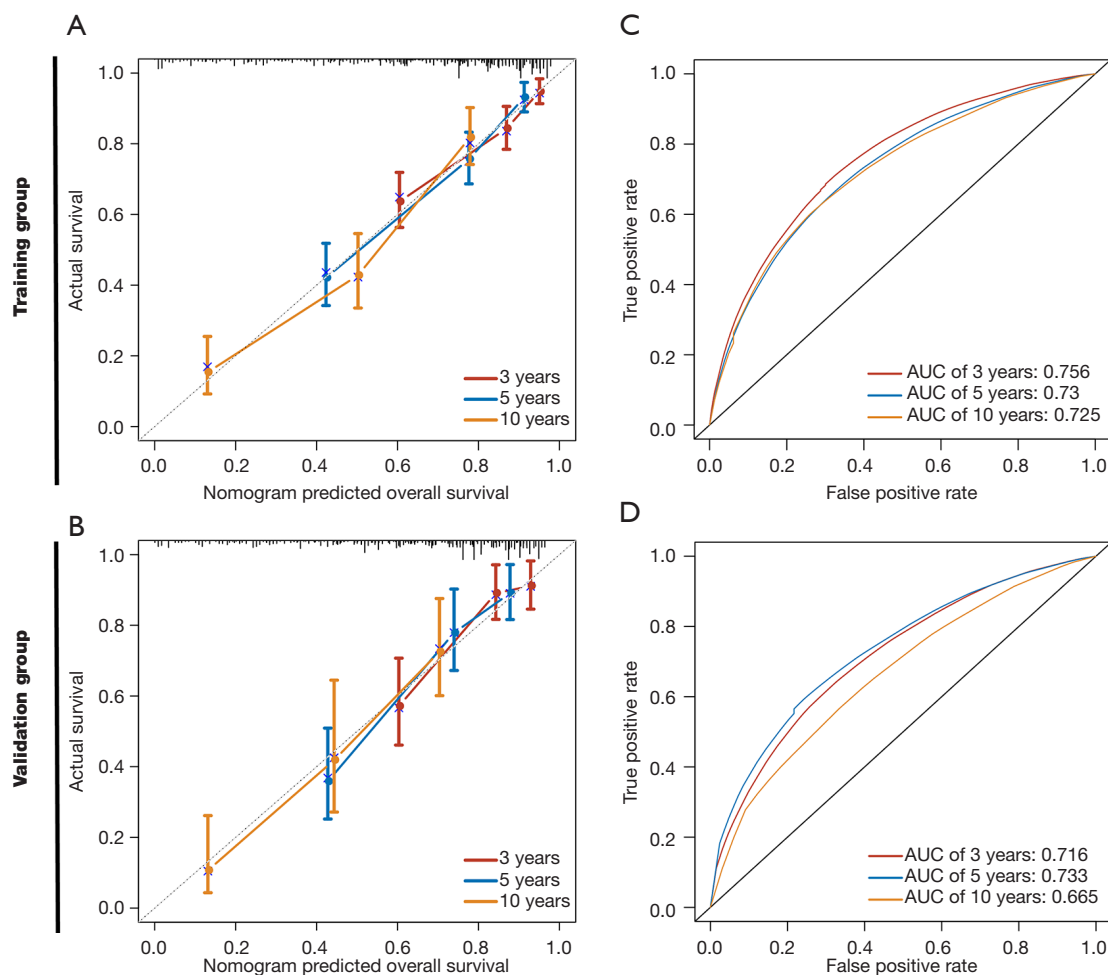 A
Training group
Actual survival
1.0
0.8
0.6
0.4
0.2
0.0
3 years
5 years
10 years
0.0 0.2 0.4 0.6 0.8 1.0
Nomogram predicted overall survival
C
True positive rate
1.0
0.8
0.6
0.4
0.2
0.0
AUC of 3 years: 0.756
AUC of 5 years: 0.73
AUC of 10 years: 0.725
0.0 0.2 0.4 0.6 0.8 1.0
False positive rate
B
Validation group
Actual survival
1.0
0.8
0.6
0.4
0.2
0.0
3 years
5 years
10 years
0.0 0.2 0.4 0.6 0.8 1.0
Nomogram predicted overall survival
D
True positive rate
1.0
0.8
0.6
0.4
0.2
0.0
AUC of 3 years: 0.716
AUC of 5 years: 0.733
AUC of 10 years: 0.665
0.0 0.2 0.4 0.6 0.8 1.0
False positive rate